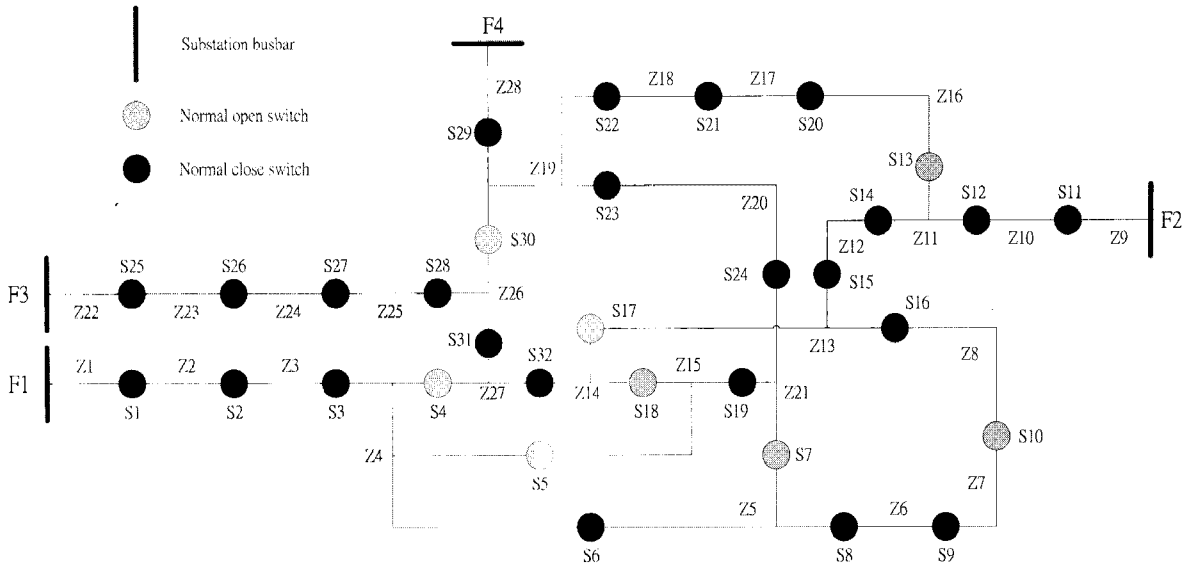 F4
Substation busbar
Z28
Z18
Z17
Z16
Normal open switch
S29
S22
S21
S20
Normal close switch
Z19
S13
S23
Z20
S14
S12
S11
F2
Z12
Z11
Z10
Z9
S30
S25
S26
S27
S28
S24
S15
F3
Z22
Z23
Z24
Z25
Z26
S17
S16
S31
S32
Z13
Z8
F1
Z1
Z2
Z3
Z15
Z27
Z14
Z21
S1
S2
S3
S4
S18
S19
Z4
S7
S10
S5
Z7
Z5
Z6
S6
S8
S9